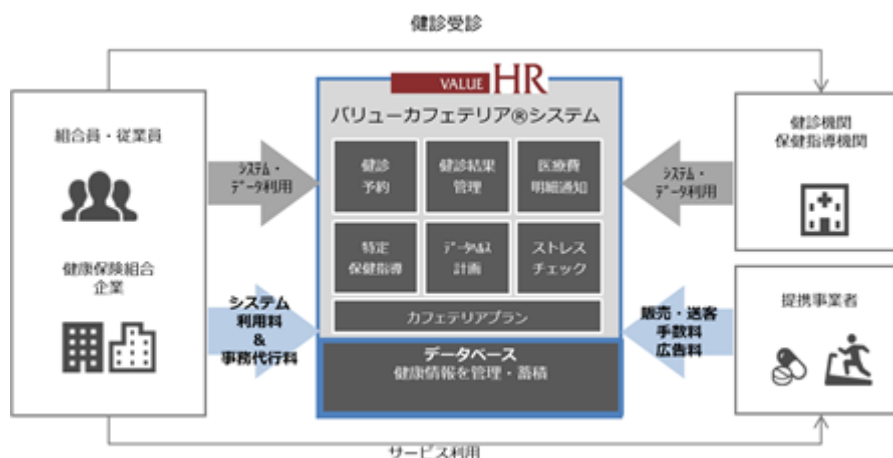 健診受診
VALUE HR
バリューカフェテリア®システム
組合員・従業員
健康保険組合
企業
システム・
データ利用
システム
利用料
&
事務代行料
健診
予約
健診結果
管理
医療費
明細通知
特定
保健指導
データヘルス
計画
ストレス
チェック
カフェテリアプラン
データベース
健康情報を管理・蓄積
システム・
データ利用
販売・送客
手数料
広告料
健診機関
保健指導機関
提携事業者
サービス利用